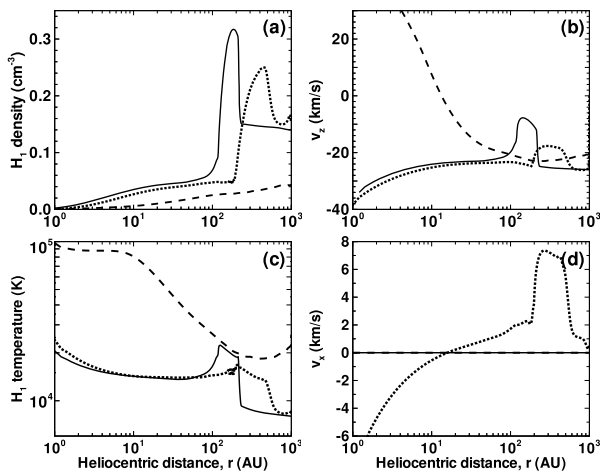 (a)
H₁ density (cm⁻³)
0.3
0.2
0.1
0.0
10⁰ 10¹ 10² 10³
(b)
v_z (km/s)
20
0
-20
-40
10⁰ 10¹ 10² 10³
(c)
H₁ temperature (K)
10⁵
10⁴
10⁰ 10¹ 10² 10³
Heliocentric distance, r (AU)
(d)
v_x (km/s)
8
6
4
2
0
-2
-4
-6
10⁰ 10¹ 10² 10³
Heliocentric distance, r (AU)